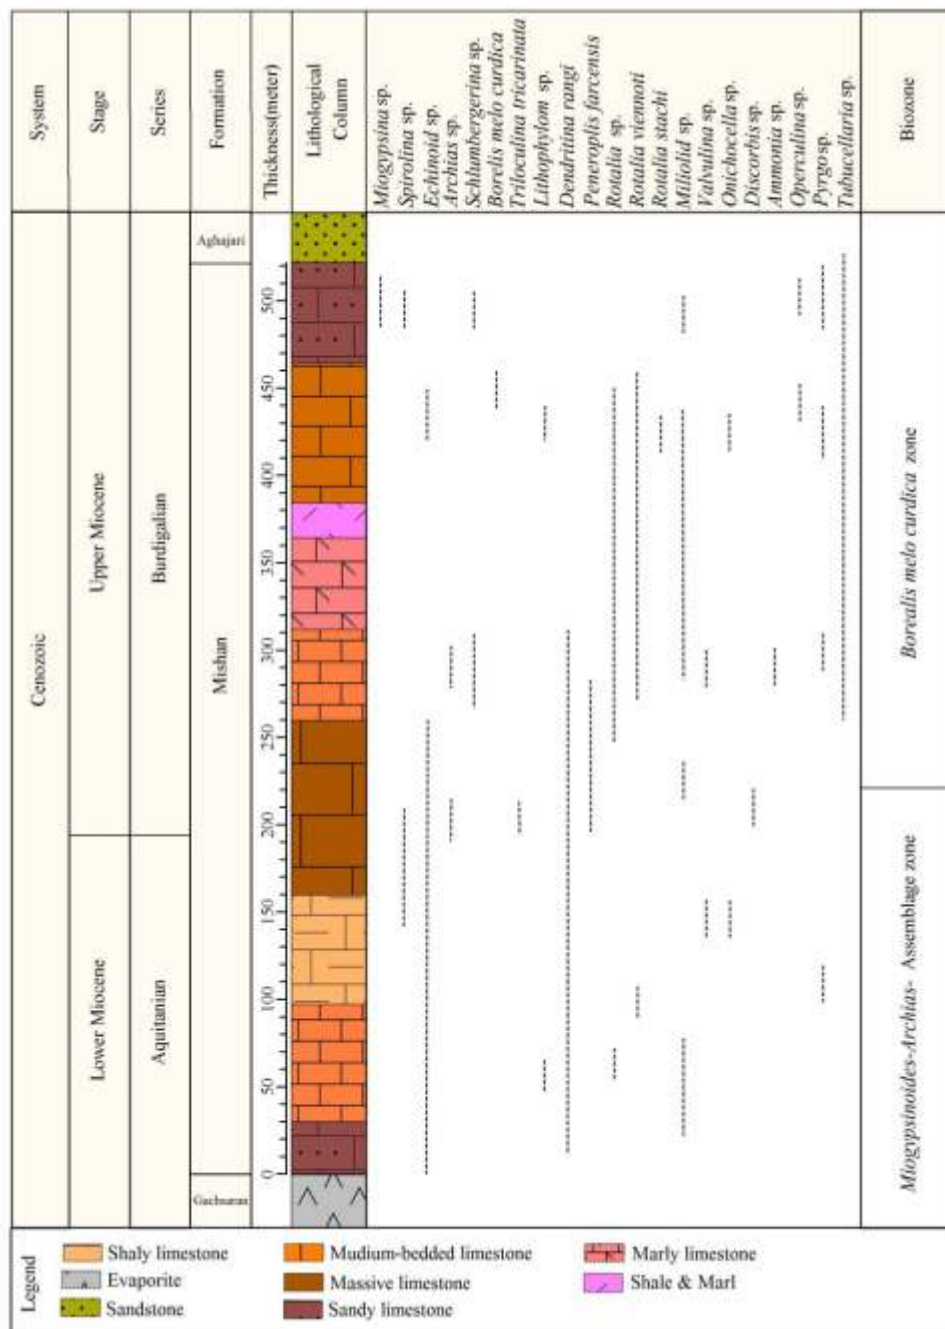 System
Stage
Series
Formation
Thickness(meter)
Lithological
Column
Miogypsina sp.
Spirolina sp.
Echinoid sp.
Archias sp.
Schlumbergerina sp.
Borelis melo curdica
Triloculina tricarinata
Lithophylom sp.
Dendritina rangi
Peneroplis farcensis
Rotalia sp.
Rotalia viennoti
Rotalia stachi
Miliolid sp.
Valvulina sp.
Onichocella sp.
Discorbis sp.
Ammonia sp.
Operculina sp.
Pyrgo sp.
Tubucellaria sp.
Biozone
Cenozoic
Upper Miocene
Lower Miocene
Burdigalian
Aquitanian
Aghajari
Mishan
Gachsaran
500
450
400
350
300
250
200
150
100
50
0
Borealis melo curdica zone
Miogypsinoides-Archias- Assemblage zone
Legend
Shaly limestone
Evaporite
Sandstone
Mudium-bedded limestone
Massive limestone
Sandy limestone
Marly limestone
Shale & Marl